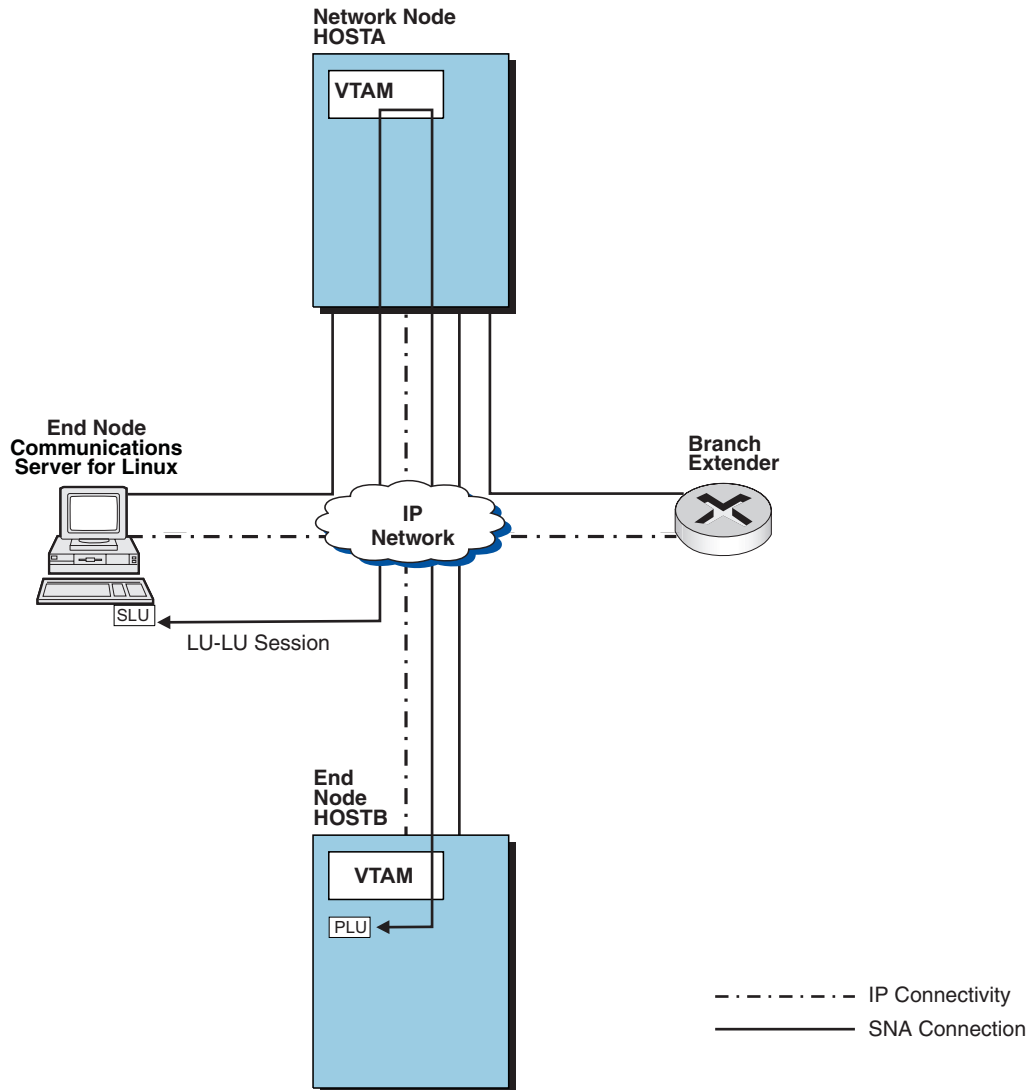 Network Node
HOSTA
VTAM
End Node
Communications
Server for Linux
Branch
Extender
IP
Network
SLU
LU-LU Session
End
Node
HOSTB
VTAM
PLU
IP Connectivity
SNA Connection